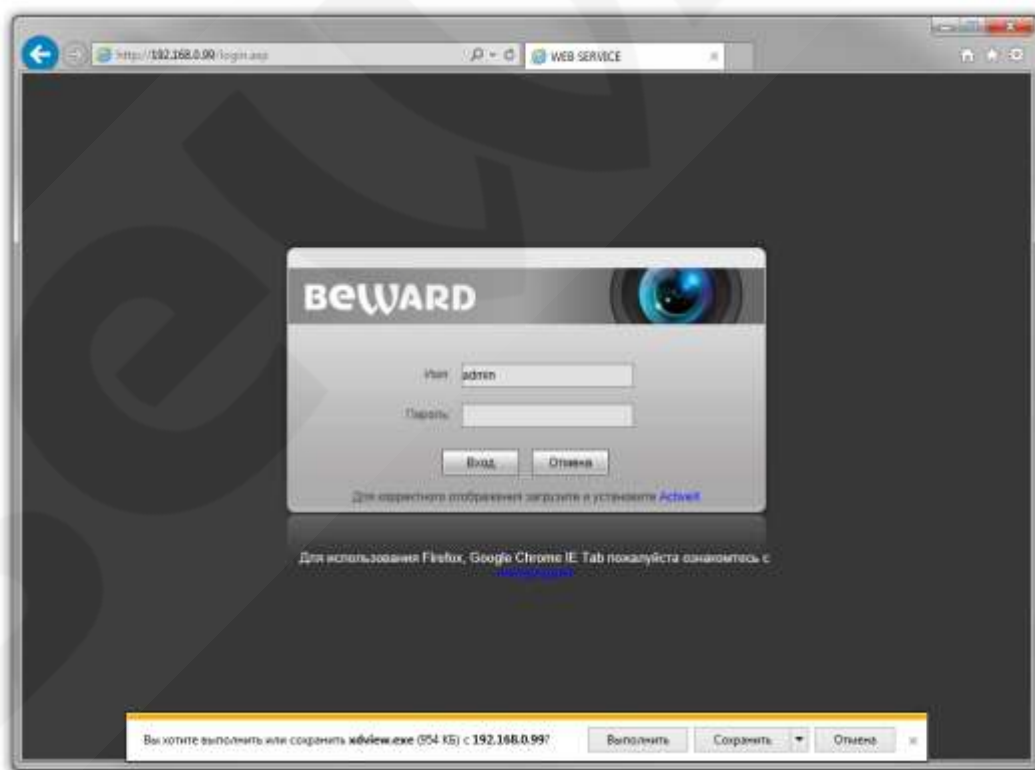 http://192.168.0.99/login.asp
WEB SERVICE
BEWARD
Имя
admin
Пароль
Вход
Отмена
Для корректного отображения загрузите и установите ActiveX
Для использования Firefox, Google Chrome IE Tab пожалуйста ознакомтесь с
Вы хотите выполнить или сохранить xdview.exe (954 КБ) с 192.168.0.99?
Выполнить
Сохранить
Отмена